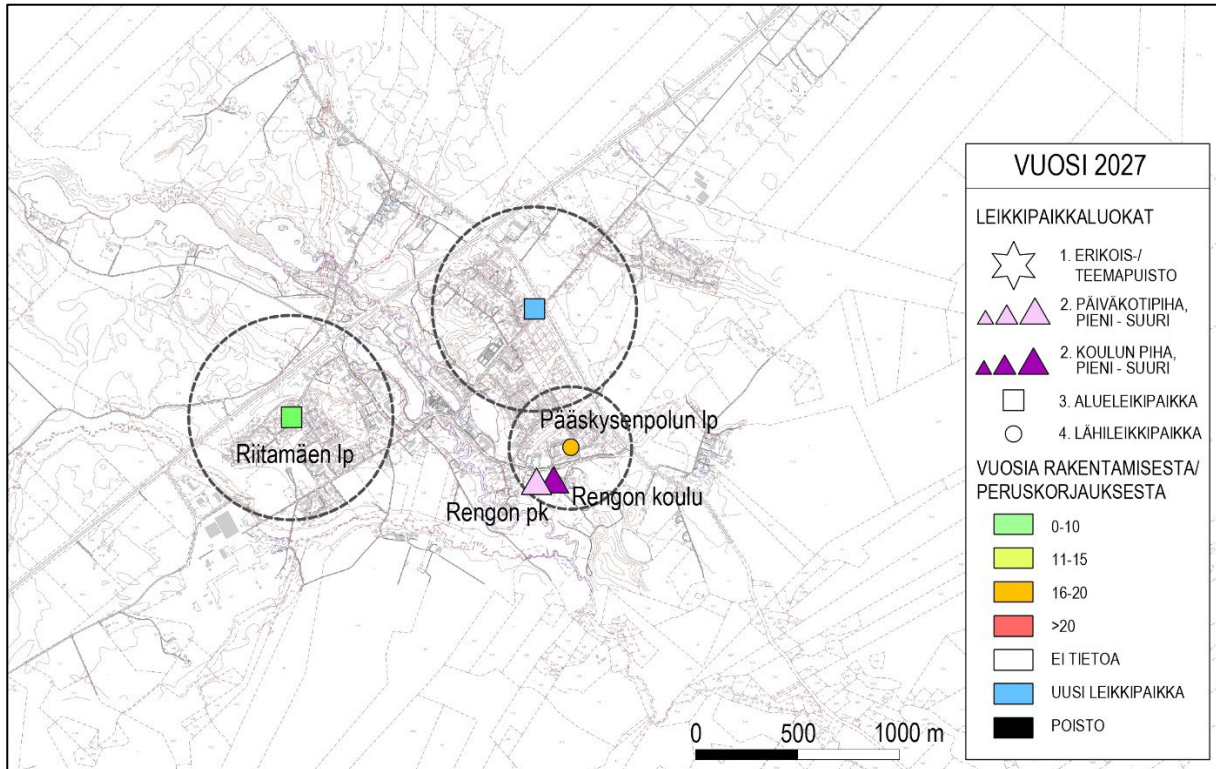 Pääskysenpolun lp
Riitamäen lp
Rengon koulu
Rengon pk
0 500 1000 m
VUOSI 2027
LEIKKIPAIKKALUOKAT
1. ERIKOIS-/
TEEMAPUISTO
2. PÄIVÄKOTIPIHA,
PIENI - SUURI
2. KOULUN PIHA,
PIENI - SUURI
3. ALUELEIKIPAIKKA
4. LÄHILEIKKIPAIKKA
VUOSIA RAKENTAMISESTA/
PERUSKORJAUKSESTA
0-10
11-15
16-20
>20
EI TIETOA
UUSI LEIKKIPAIKKA
POISTO